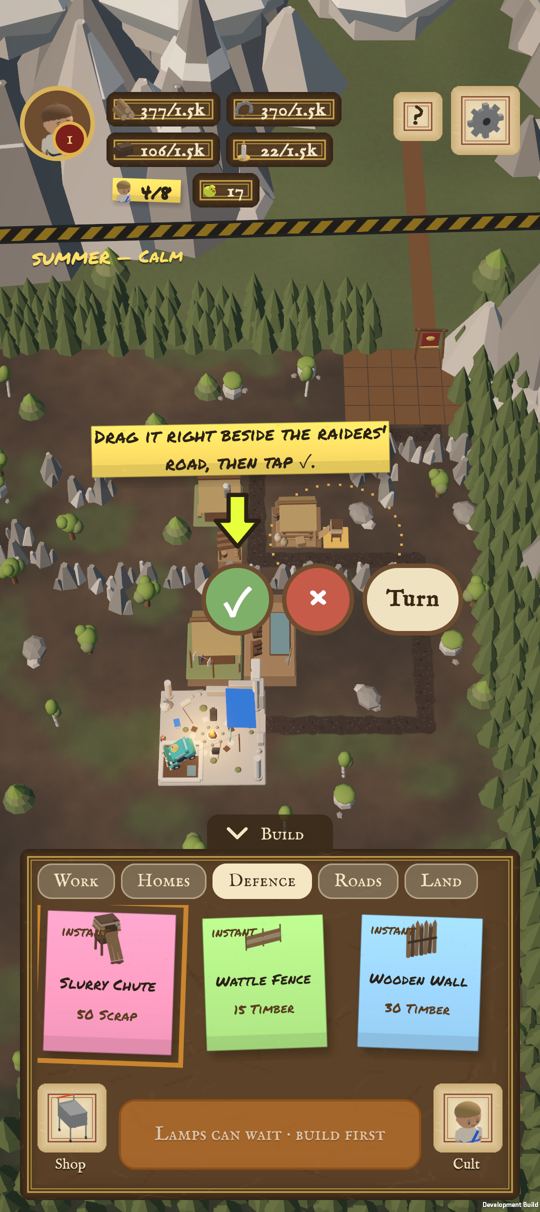 1
377/1.5k
370/1.5k
?
106/1.5k
22/1.5k
4/8
17
Summer – Calm
Drag it right beside the raiders'
road, then tap ✓.
Turn
Build
Work
Homes
Defence
Roads
Land
Instant
Slurry Chute
50 Scrap
Instant
Wattle Fence
15 Timber
Instant
Wooden Wall
30 Timber
Lamps can wait · build first
Shop
Cult
Development Build